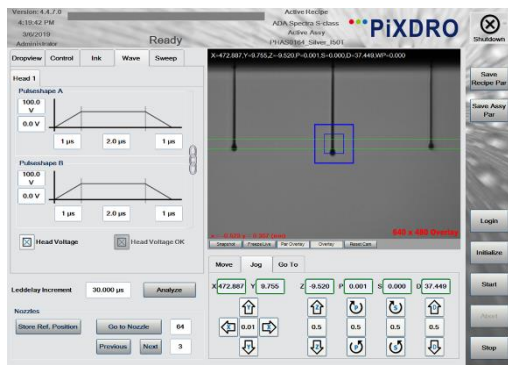 Version: 4.4.7.0
4:19:42 PM
3/6/2019
Administrator
Ready
Active Recipe
ADA Spectra S-class
Active Assy
PHAS0164_Silver_IS01
PiXDRO
Shutdown
Dropview Control Ink Wave Sweep
Head 1
Pulseshape A
100.0 V
0.0 V
1 µs 2.0 µs 1 µs
Pulseshape B
100.0 V
0.0 V
1 µs 2.0 µs 1 µs
Head Voltage Head Voltage OK
Leddelay Increment 30.000 µs Analyze
Nozzles
Store Ref. Position Go to Nozzle 64
Previous Next 3
X=472.887,Y=9.755,Z=-9.520,P=0.001,S=0.000,D=37.449,WP=0.000
640 x 480 Overlay
Snapshot Freeze/Live Par Overlay Overlay Reset Cam
Move Jog Go To
X 472.887 Y 9.755 Z -9.520 P 0.001 S 0.000 D 37.449
0.01 0.5 0.5 0.5 0.5
Save Recipe Par
Save Assy Par
Login
Initialize
Start
Abort
Stop